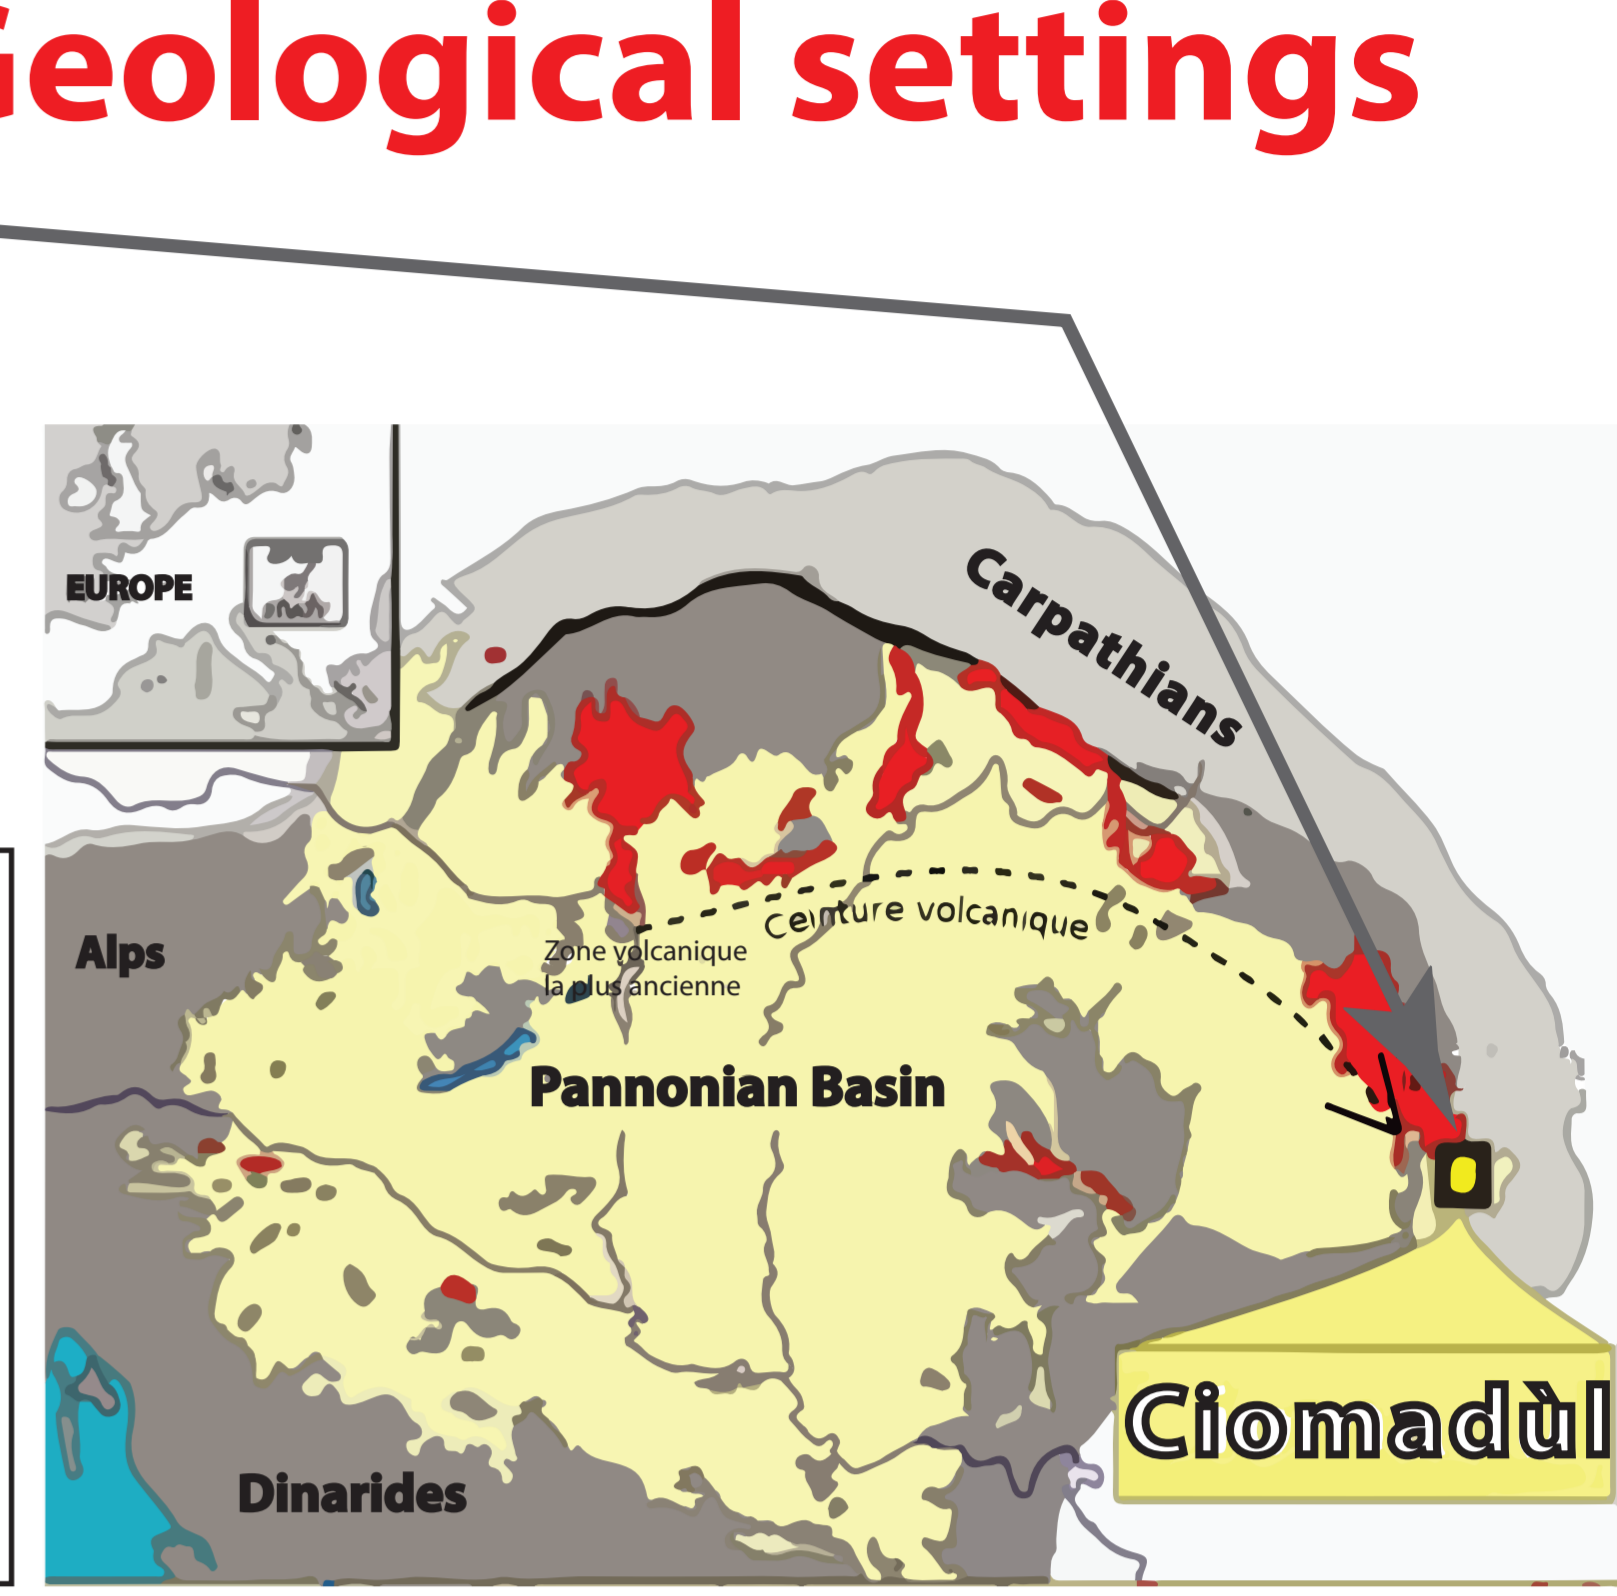 Geological settings
EUROPE
Carpathians
Ceinture volcanique
Alps
Zone volcanique
la plus ancienne
Pannonian Basin
Ciomadùl
Dinarides